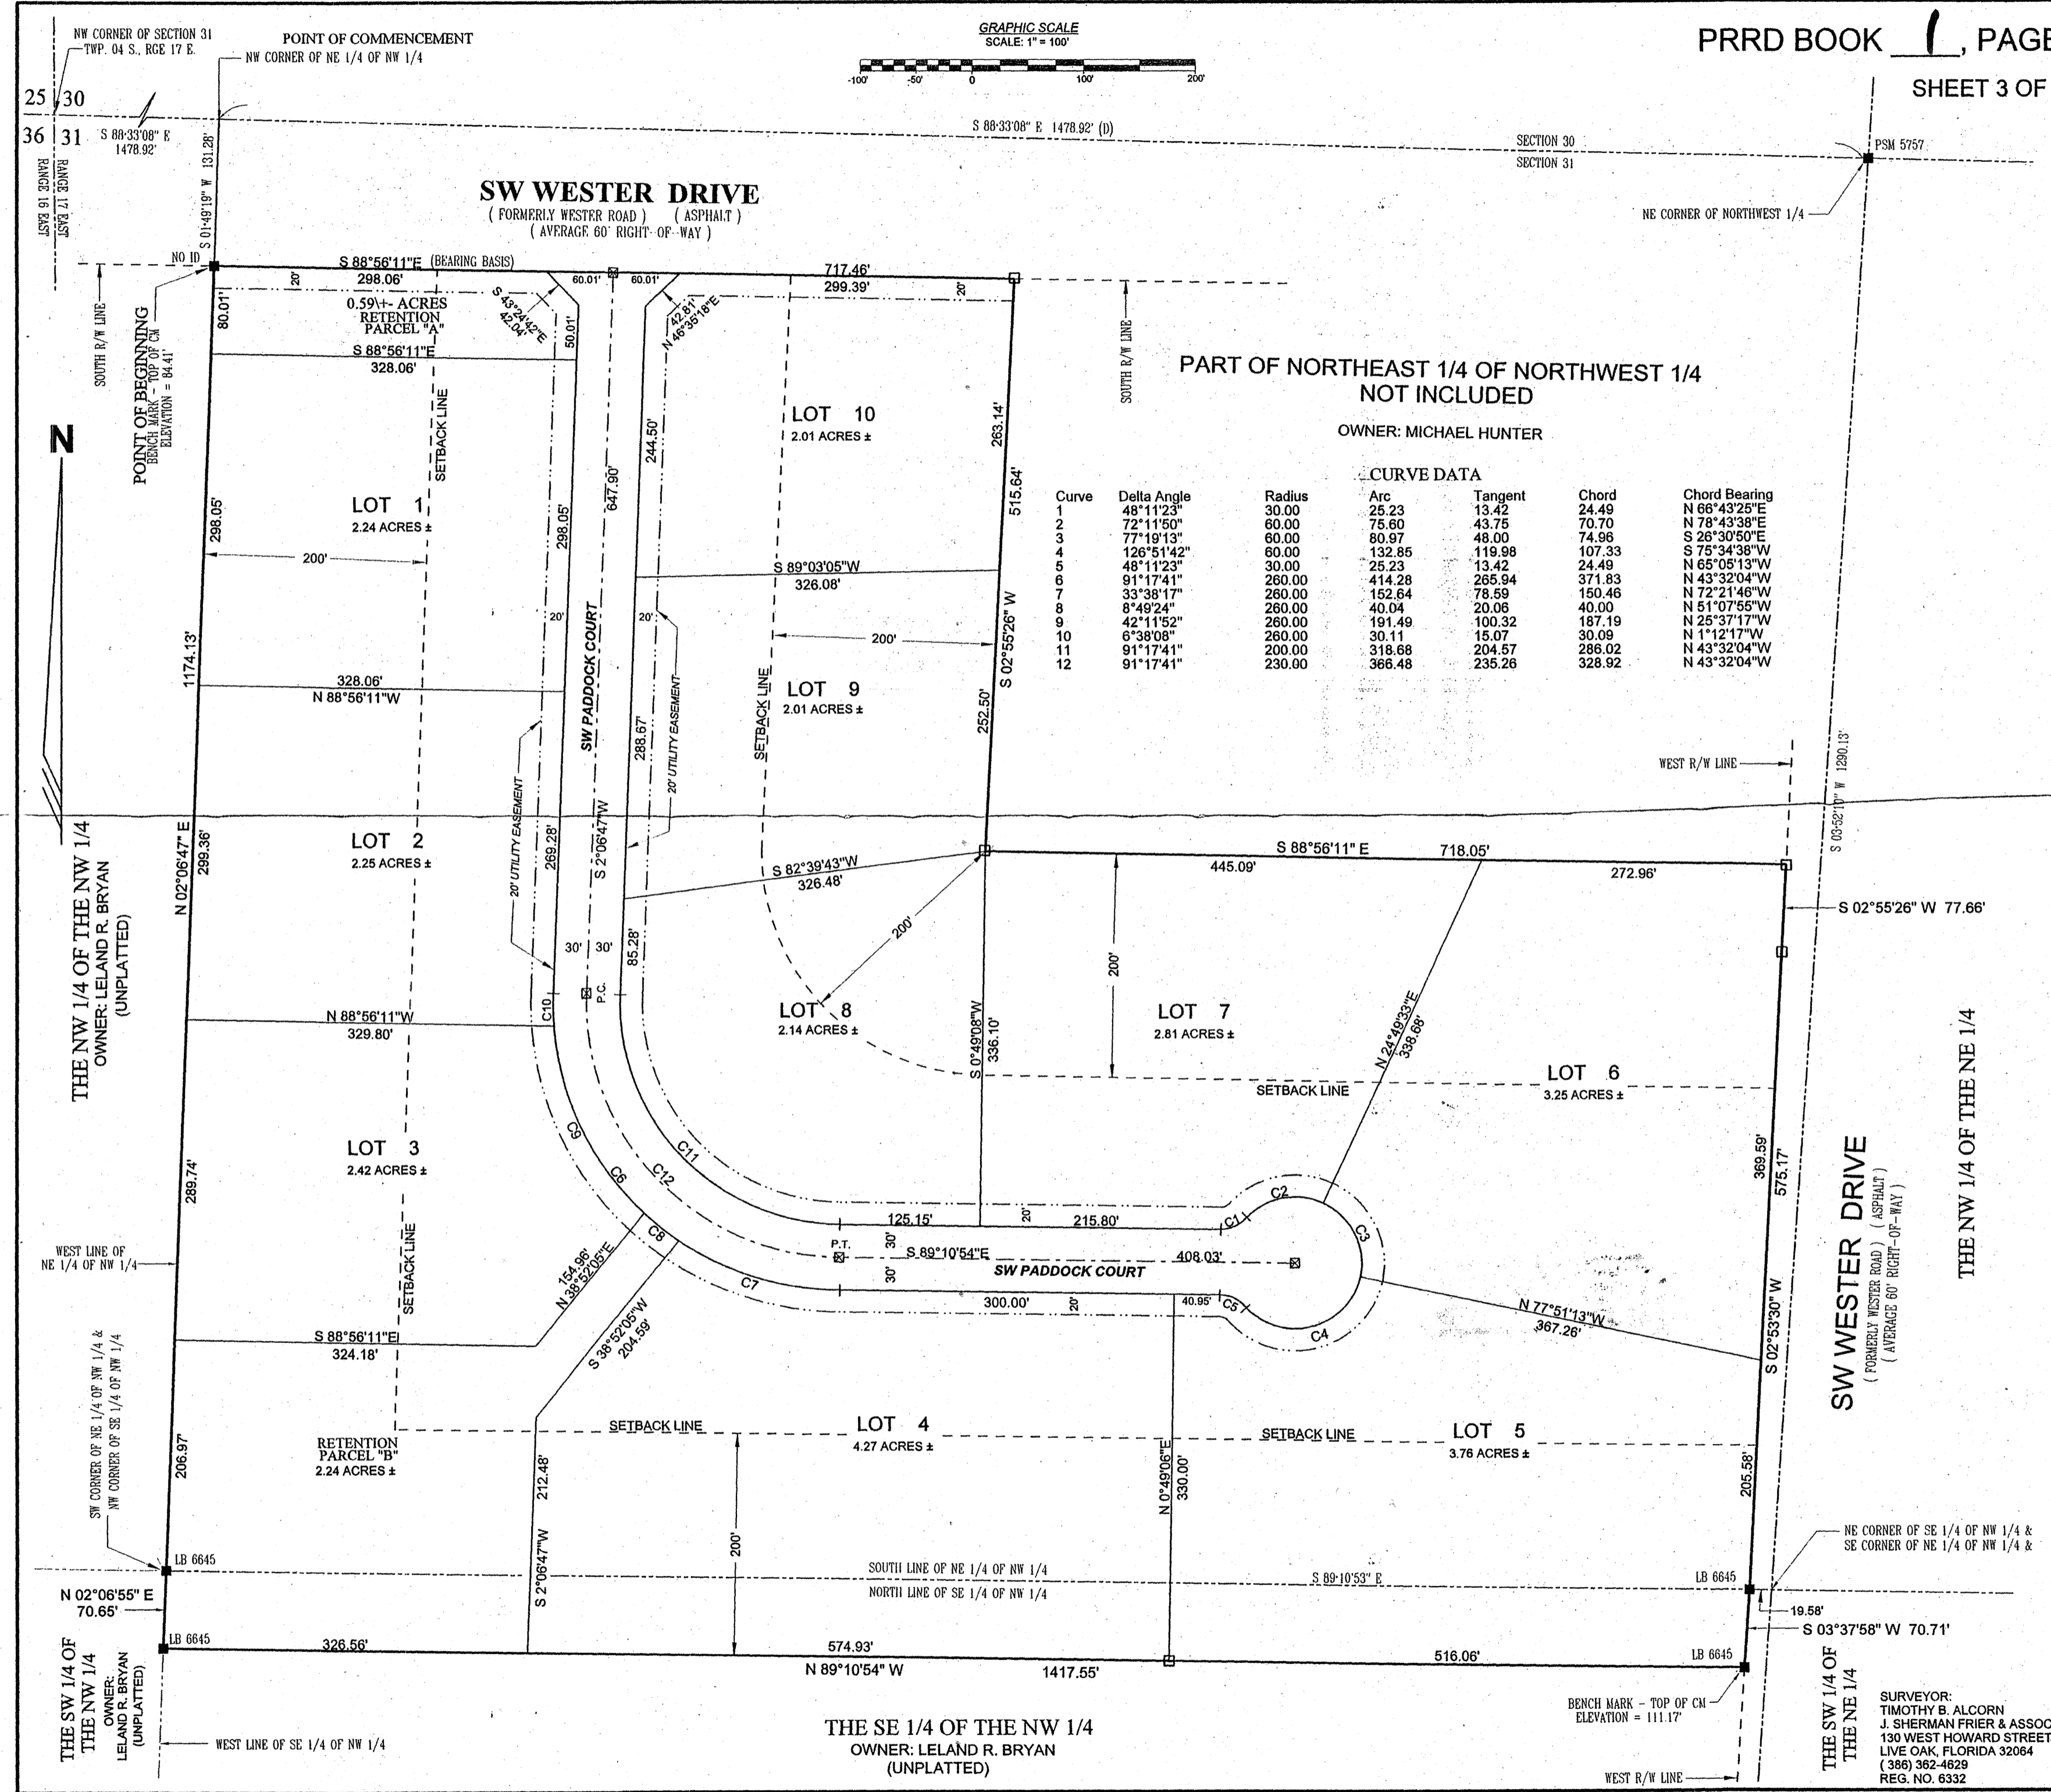 GRAPHIC SCALE
SCALE: 1" = 100'
-100' -50' 0 100' 200'
PRRD BOOK 1, PAGE
SHEET 3 OF
NW CORNER OF SECTION 31
TWP. 04 S., RGE 17 E.
POINT OF COMMENCEMENT
NW CORNER OF NE 1/4 OF NW 1/4
25 30
36 31
RANGE 16 EAST
RANGE 17 EAST
S 88°33'08" E
1478.92'
S 01°49'19" W 131.28'
S 88°33'08" E 1478.92' (D)
SECTION 30
SECTION 31
PSM 5757
NE CORNER OF NORTHWEST 1/4
SW WESTER DRIVE
( FORMERLY WESTER ROAD ) ( ASPHALT )
( AVERAGE 60' RIGHT-OF-WAY )
NO ID
S 88°56'11"E (BEARING BASIS)
298.06'
60.01' 60.01'
717.46'
299.39'
20'
20'
SOUTH R/W LINE
POINT OF BEGINNING
BENCH MARK - TOP OF CM
ELEVATION = 84.41'
80.01'
0.59\+- ACRES
RETENTION
PARCEL "A"
S 43°24'42"E
42.04'
50.01'
42.81'
N 46°35'18"E
S 88°56'11"E
328.06'
SETBACK LINE
SOUTH R/W LINE
PART OF NORTHEAST 1/4 OF NORTHWEST 1/4
NOT INCLUDED
OWNER: MICHAEL HUNTER
N
LOT 10
2.01 ACRES ±
263.14'
515.64'
244.50'
647.90'
LOT 1
2.24 ACRES ±
298.05'
298.05'
200'
CURVE DATA
Curve Delta Angle Radius Arc Tangent Chord Chord Bearing
1 48°11'23" 30.00 25.23 13.42 24.49 N 66°43'25"E
2 72°11'50" 60.00 75.60 43.75 70.70 N 78°43'38"E
3 77°19'13" 60.00 80.97 48.00 74.96 S 26°30'50"E
4 126°51'42" 60.00 132.85 119.98 107.33 S 75°34'38"W
5 48°11'23" 30.00 25.23 13.42 24.49 N 65°05'13"W
6 91°17'41" 260.00 414.28 265.94 371.83 N 43°32'04"W
7 33°38'17" 260.00 152.64 78.59 150.46 N 72°21'46"W
8 8°49'24" 260.00 40.04 20.06 40.00 N 51°07'55"W
9 42°11'52" 260.00 191.49 100.32 187.19 N 25°37'17"W
10 6°38'08" 260.00 30.11 15.07 30.09 N 1°12'17"W
11 91°17'41" 200.00 318.68 204.57 286.02 N 43°32'04"W
12 91°17'41" 230.00 366.48 235.26 328.92 N 43°32'04"W
S 89°03'05"W
326.08'
20'
20'
SW PADDOCK COURT
200'
S 02°55'26" W
1174.13'
328.06'
N 88°56'11"W
LOT 9
2.01 ACRES ±
SETBACK LINE
252.50'
288.67'
20' UTILITY EASEMENT
20' UTILITY EASEMENT
WEST R/W LINE
S 03°52'10" W 1290.13'
THE NW 1/4 OF THE NW 1/4
OWNER: LELAND R. BRYAN
(UNPLATTED)
N 02°06'47" E
299.36'
LOT 2
2.25 ACRES ±
269.28'
S 2°06'47"W
S 82°39'43"W
326.48'
S 88°56'11" E 718.05'
445.09'
272.96'
S 02°55'26" W 77.66'
200'
200'
30' 30'
85.28'
P.C.
C10
N 88°56'11"W
329.80'
LOT 8
2.14 ACRES ±
S 0°49'08"W
336.10'
LOT 7
2.81 ACRES ±
N 24°49'33"E
338.68'
LOT 6
3.25 ACRES ±
SETBACK LINE
THE NW 1/4 OF THE NE 1/4
LOT 3
2.42 ACRES ±
289.74'
C9
C6
C11
C12
369.59'
575.17'
SW WESTER DRIVE
( FORMERLY WESTER ROAD ) ( ASPHALT )
( AVERAGE 60' RIGHT-OF-WAY )
WEST LINE OF
NE 1/4 OF NW 1/4
SETBACK LINE
154.96'
N 38°52'05"E
C8
C7
125.15'
20'
215.80'
C1
C2
C3
P.T.
30'
30'
S 89°10'54"E
408.03'
SW PADDOCK COURT
300.00'
20'
40.95'
C5
C4
N 77°51'13"W
367.26'
S 02°53'30" W
S 88°56'11"E
324.18'
S 38°52'05"W
204.59'
SW CORNER OF NE 1/4 OF NW 1/4 &
NW CORNER OF SE 1/4 OF NW 1/4
206.97'
RETENTION
PARCEL "B"
2.24 ACRES ±
SETBACK LINE
LOT 4
4.27 ACRES ±
SETBACK LINE
LOT 5
3.76 ACRES ±
205.58'
212.48'
S 2°06'47"W
200'
N 0°49'06"E
330.00'
NE CORNER OF SE 1/4 OF NW 1/4 &
SE CORNER OF NE 1/4 OF NW 1/4 &
LB 6645
SOUTH LINE OF NE 1/4 OF NW 1/4
NORTH LINE OF SE 1/4 OF NW 1/4
S 89°10'53" E
LB 6645
N 02°06'55" E
70.65'
19.58'
S 03°37'58" W 70.71'
LB 6645
326.56'
574.93'
N 89°10'54" W 1417.55'
516.06'
LB 6645
THE SW 1/4 OF
THE NW 1/4
OWNER:
LELAND R. BRYAN
(UNPLATTED)
WEST LINE OF SE 1/4 OF NW 1/4
THE SE 1/4 OF THE NW 1/4
OWNER: LELAND R. BRYAN
(UNPLATTED)
BENCH MARK - TOP OF CM
ELEVATION = 111.17'
WEST R/W LINE
THE SW 1/4 OF
THE NE 1/4
SURVEYOR:
TIMOTHY B. ALCORN
J. SHERMAN FRIER & ASSOC
130 WEST HOWARD STREET
LIVE OAK, FLORIDA 32064
( 386) 362-4629
REG. NO. 6332